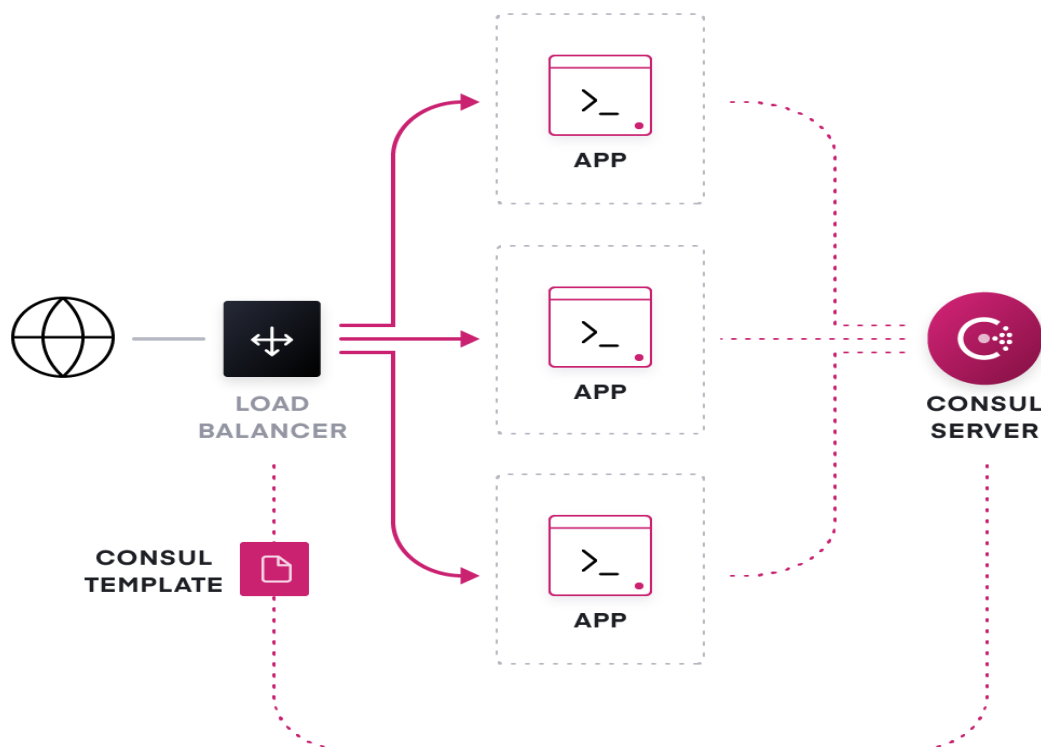 APP
LOAD
BALANCER
APP
CONSUL
SERVER
CONSUL
TEMPLATE
APP